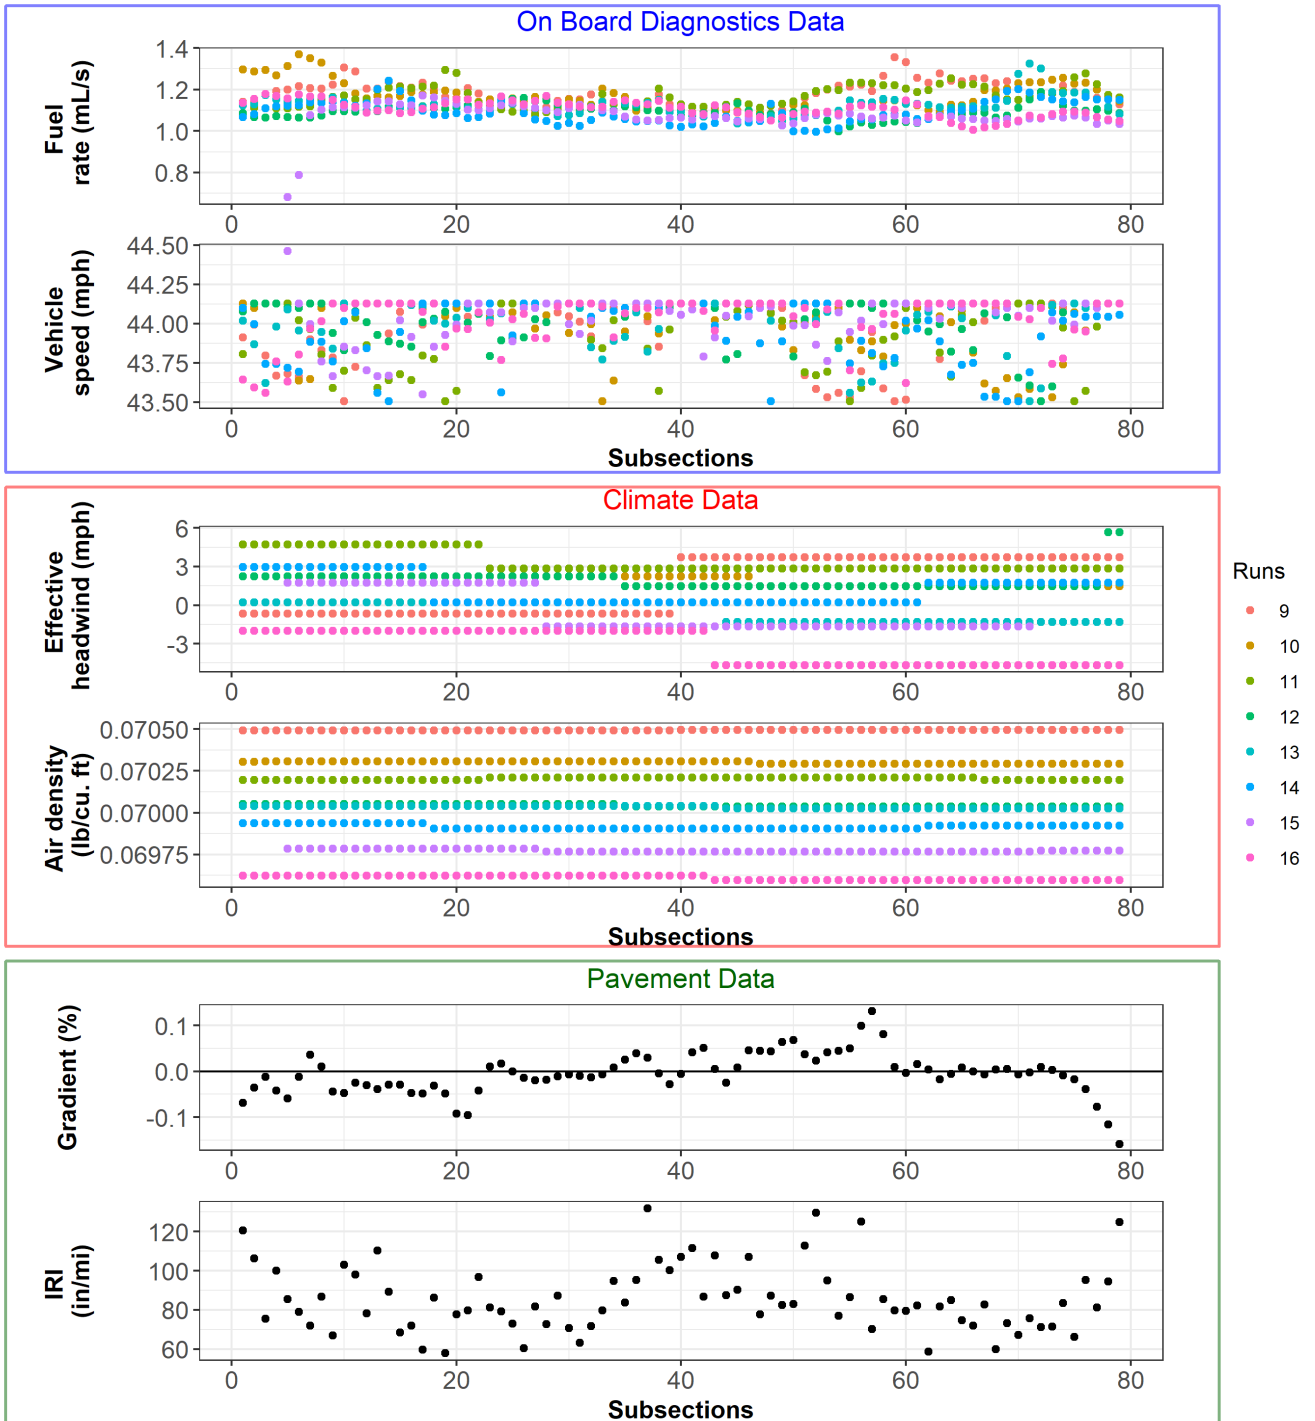 On Board Diagnostics Data
Fuel
rate (mL/s)
1.4
1.2
1.0
0.8
0 20 40 60 80
Vehicle
speed (mph)
44.50
44.25
44.00
43.75
43.50
0 20 40 60 80
Subsections
Climate Data
Effective
headwind (mph)
6
3
0
-3
0 20 40 60 80
Air density
(lb/cu. ft)
0.07050
0.07025
0.07000
0.06975
0 20 40 60 80
Subsections
Runs
9
10
11
12
13
14
15
16
Pavement Data
Gradient (%)
0.1
0.0
-0.1
0 20 40 60 80
IRI
(in/mi)
120
100
80
60
0 20 40 60 80
Subsections